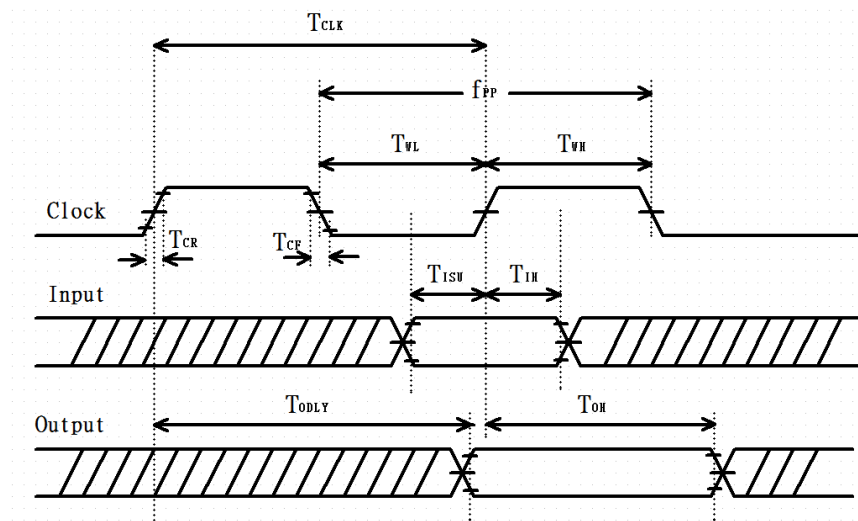 TCLK
fPP
TWL
TWH
Clock
TCR
TCF
TISU
TIH
Input
TODLY
TOH
Output